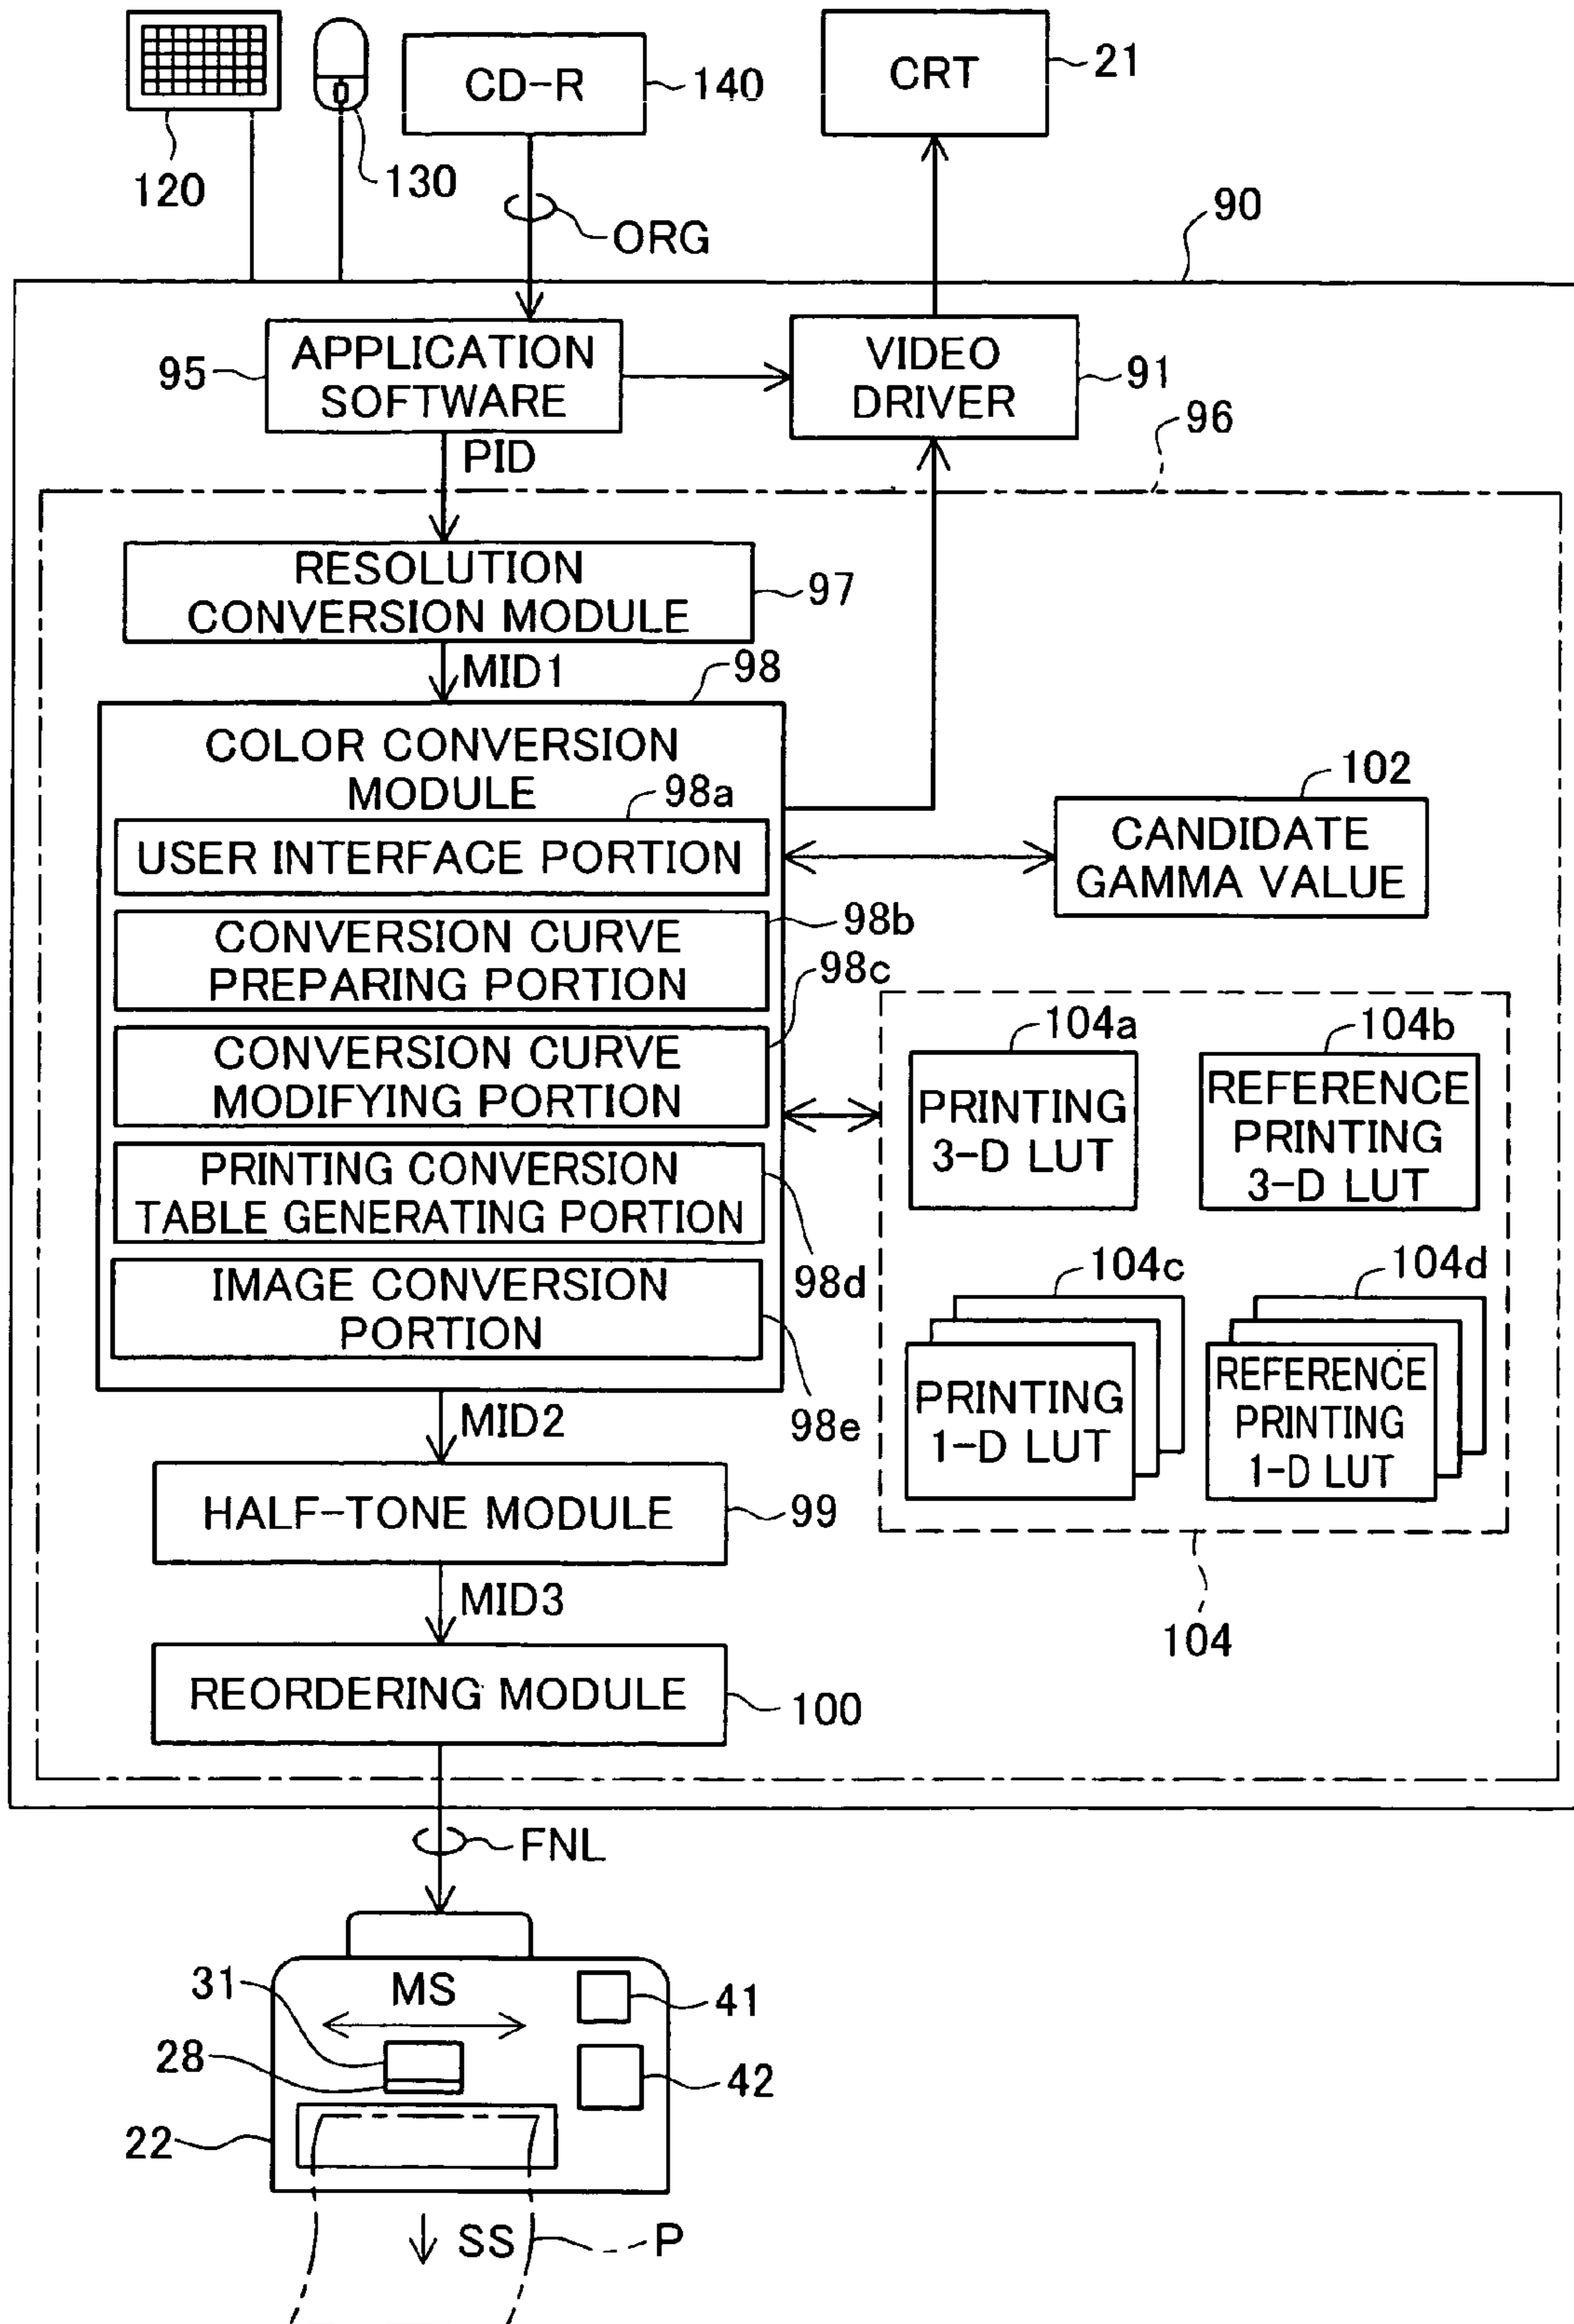 CD-R
140
CRT
21
120
130
ORG
90
95
APPLICATION
SOFTWARE
VIDEO
DRIVER
91
96
PID
RESOLUTION
CONVERSION MODULE
97
MID1
98
COLOR CONVERSION
MODULE
98a
USER INTERFACE PORTION
102
CANDIDATE
GAMMA VALUE
98b
CONVERSION CURVE
PREPARING PORTION
98c
CONVERSION CURVE
MODIFYING PORTION
104a
PRINTING
3-D LUT
104b
REFERENCE
PRINTING
3-D LUT
PRINTING CONVERSION
TABLE GENERATING PORTION
98d
IMAGE CONVERSION
PORTION
98e
104c
PRINTING
1-D LUT
104d
REFERENCE
PRINTING
1-D LUT
MID2
HALF-TONE MODULE
99
104
MID3
REORDERING MODULE
100
FNL
31
MS
41
28
42
22
SS
P